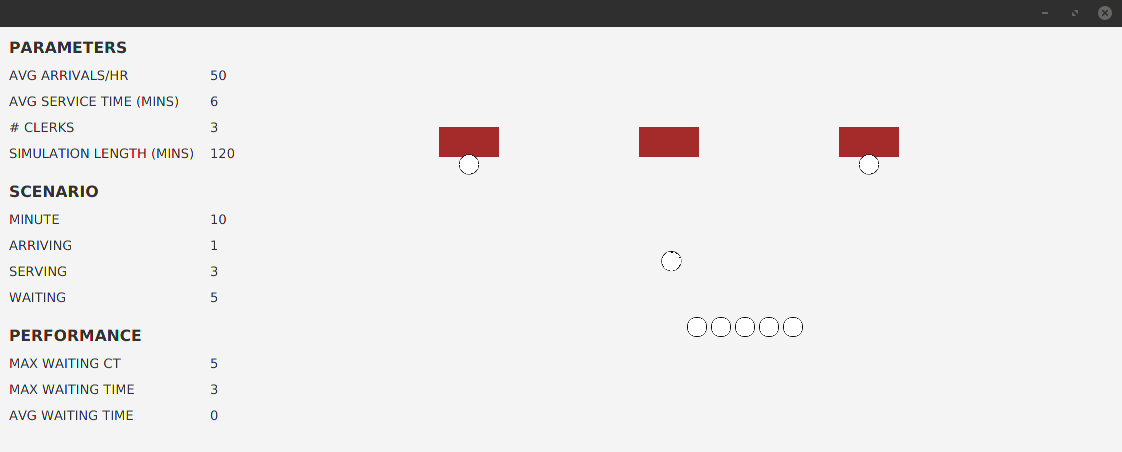 PARAMETERS
AVG ARRIVALS/HR 50
AVG SERVICE TIME (MINS) 6
# CLERKS 3
SIMULATION LENGTH (MINS) 120
SCENARIO
MINUTE 10
ARRIVING 1
SERVING 3
WAITING 5
PERFORMANCE
MAX WAITING CT 5
MAX WAITING TIME 3
AVG WAITING TIME 0